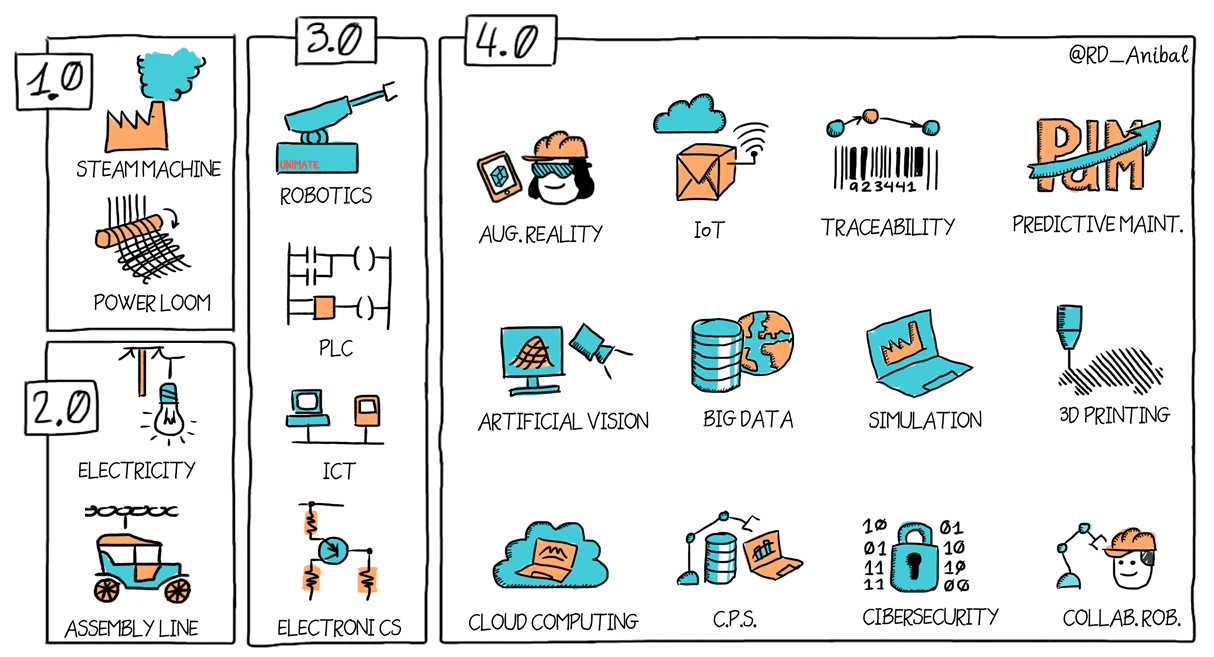 1.0
STEAM MACHINE
POWER LOOM
2.0
ELECTRICITY
ASSEMBLY LINE
3.0
UNIMATE
ROBOTICS
PLC
ICT
ELECTRONICS
4.0
@RD_Anibal
AUG. REALITY
IoT
923441
TRACEABILITY
PdM
PREDICTIVE MAINT.
ARTIFICIAL VISION
BIG DATA
SIMULATION
3D PRINTING
CLOUD COMPUTING
C.P.S.
10 01
01 10
11 10
11 00
CIBERSECURITY
COLLAB. ROB.